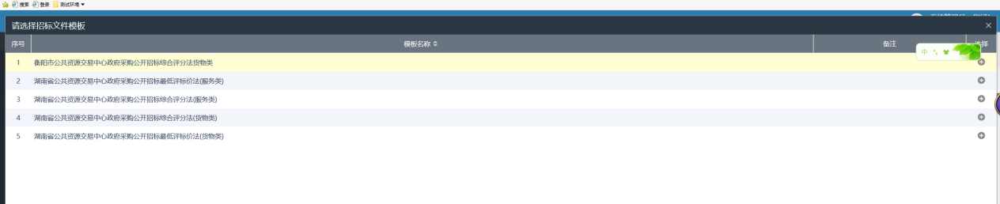 搜索 登录 测试环境
请选择招标文件模板
序号 模板名称 备注 选择
1 衡阳市公共资源交易中心政府采购公开招标综合评分法货物类
中
2 湖南省公共资源交易中心政府采购公开招标最低评标价法(服务类)
3 湖南省公共资源交易中心政府采购公开招标综合评分法(服务类)
4 湖南省公共资源交易中心政府采购公开招标综合评分法(货物类)
5 湖南省公共资源交易中心政府采购公开招标最低评标价法(货物类)